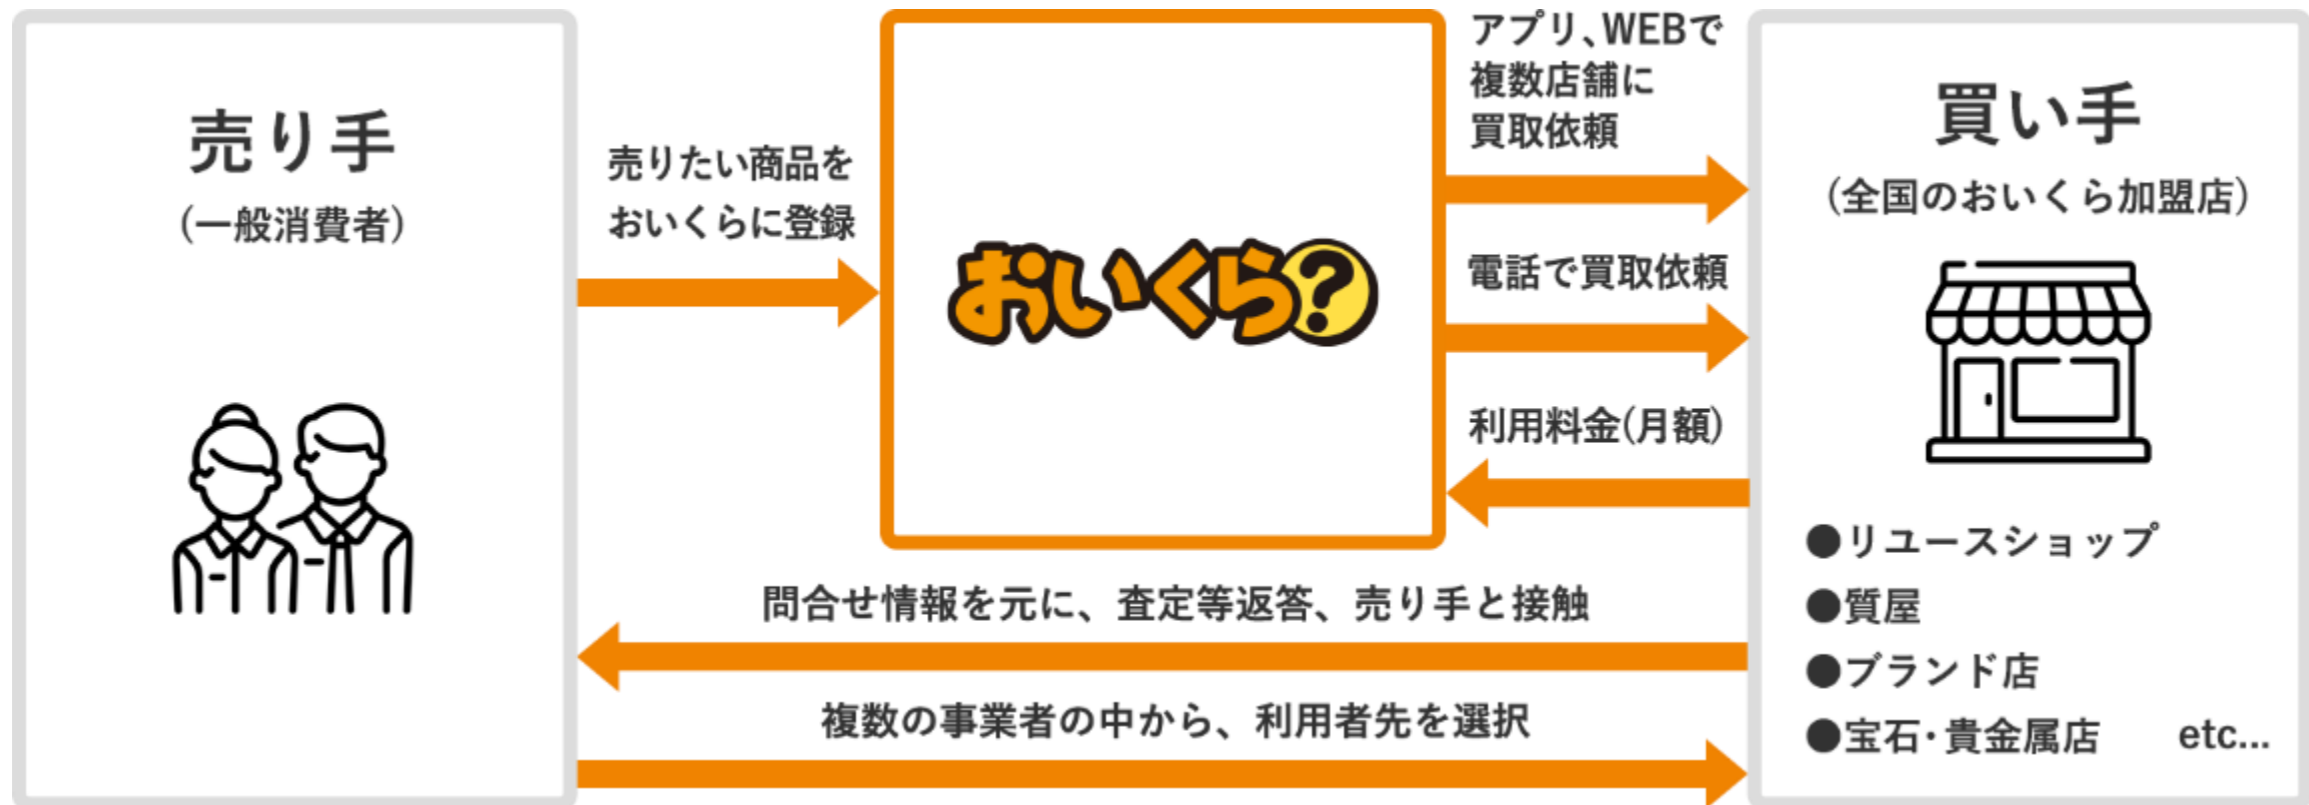 売り手
(一般消費者)
売りたい商品を
おいくらに登録
おいくら?
アプリ、WEBで
複数店舗に
買取依頼
電話で買取依頼
利用料金(月額)
買い手
(全国のおいくら加盟店)
●リユースショップ
●質屋
●ブランド店
●宝石・貴金属店 etc...
問合せ情報を元に、査定等返答、売り手と接触
複数の事業者の中から、利用者先を選択